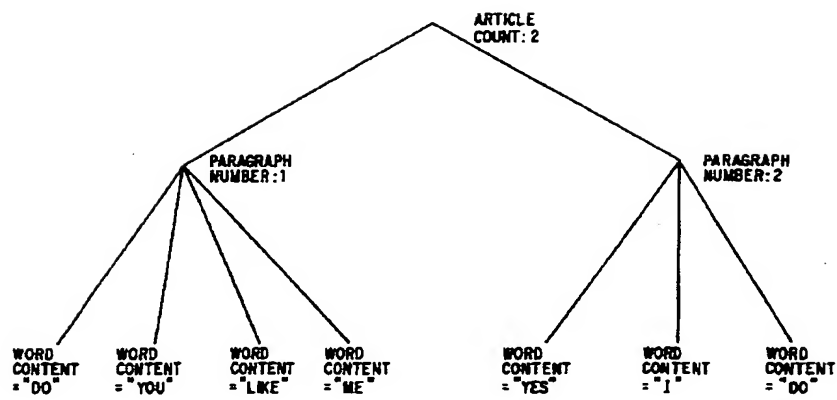 ARTICLE
COUNT: 2
PARAGRAPH
NUMBER:1
PARAGRAPH
NUMBER:2
WORD
CONTENT
="DO"
WORD
CONTENT
="YOU"
WORD
CONTENT
="LIKE"
WORD
CONTENT
="ME"
WORD
CONTENT
="YES"
WORD
CONTENT
="I"
WORD
CONTENT
="DO"